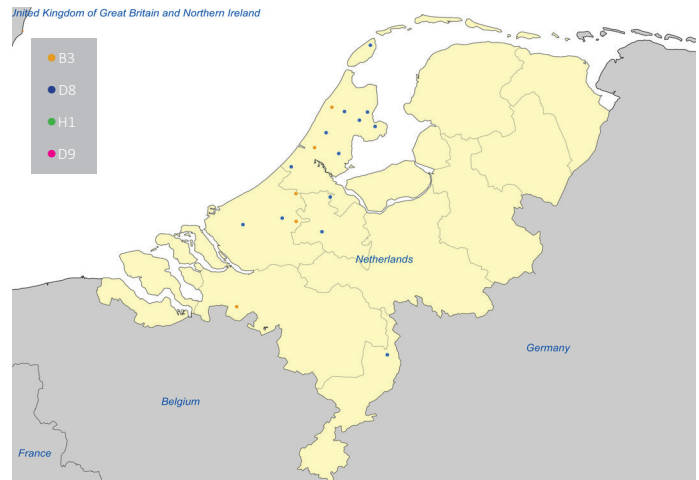 United Kingdom of Great Britain and Northern Ireland
B3
D8
H1
D9
Netherlands
Germany
Belgium
France